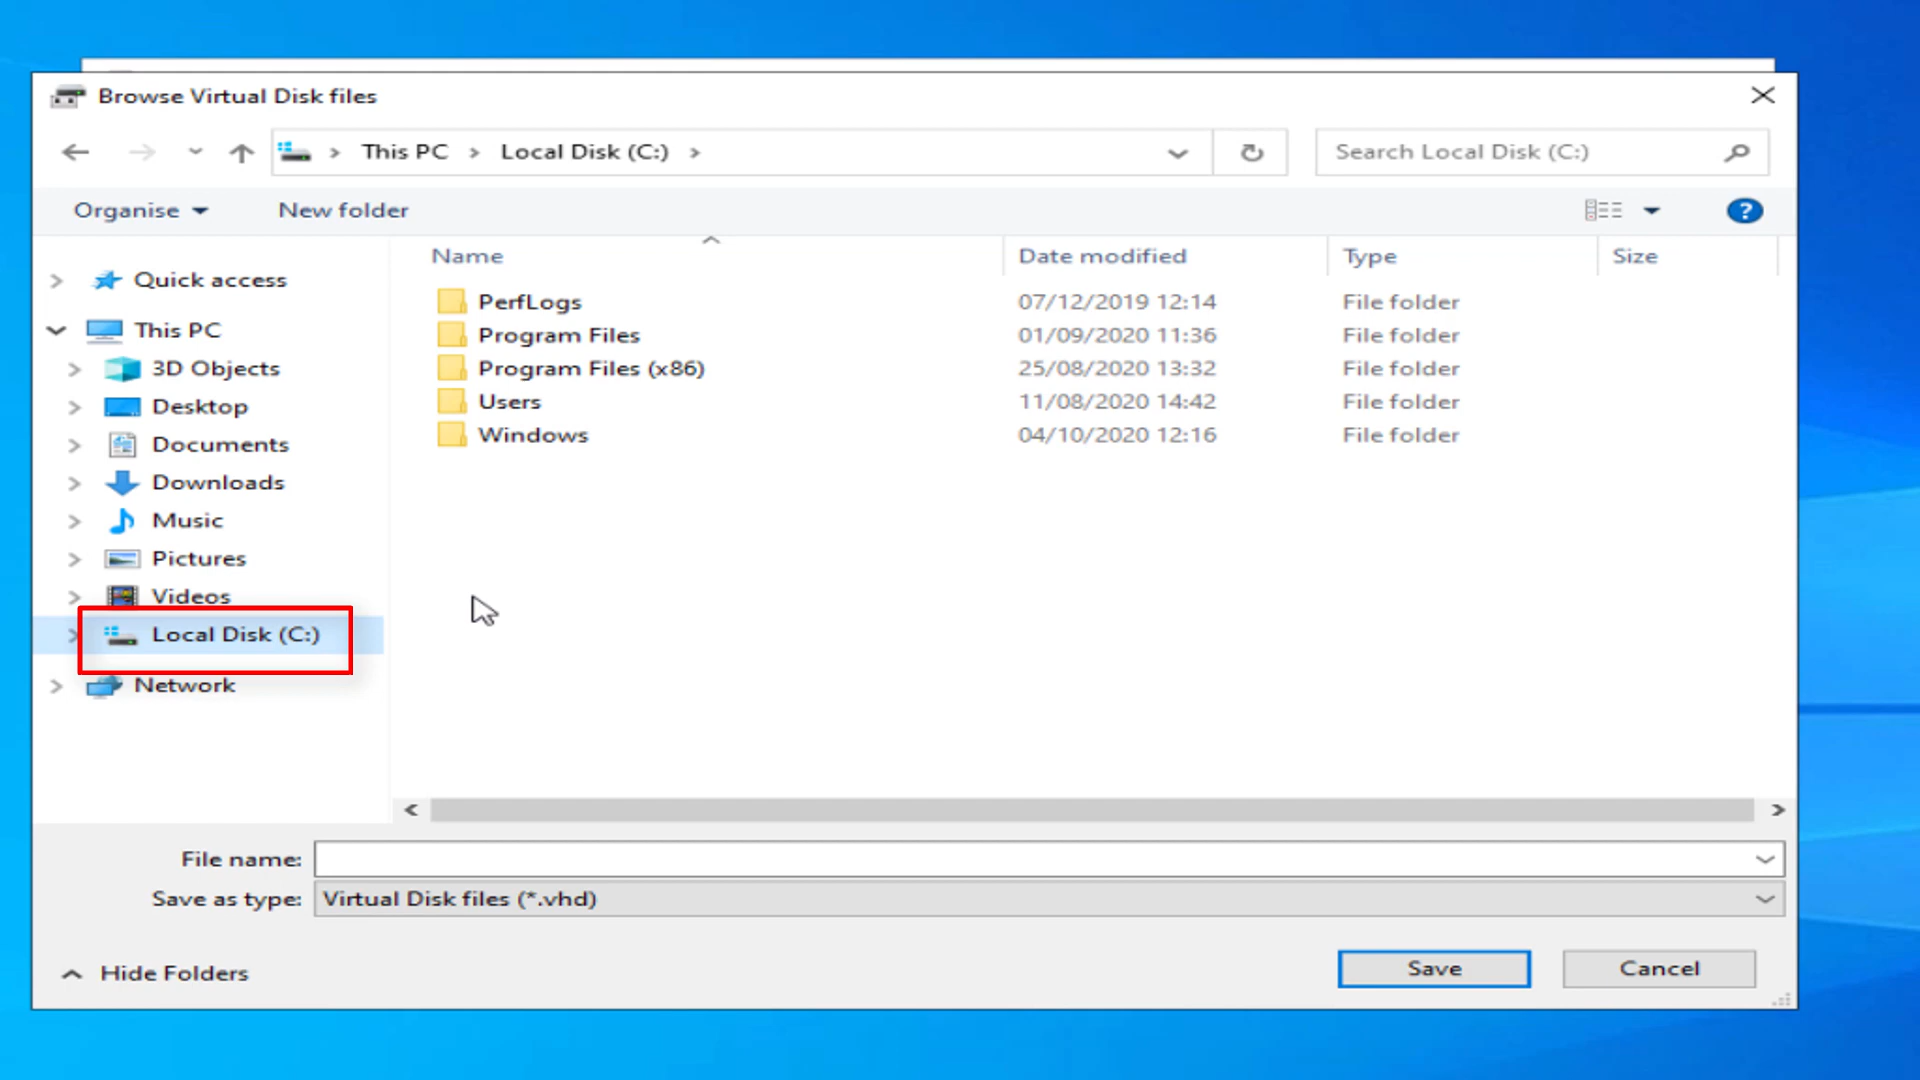 Browse Virtual Disk files
This PC > Local Disk (C:) >
Search Local Disk (C:)
Organise
New folder
?
Name Date modified Type Size
PerfLogs 07/12/2019 12:14 File folder
Program Files 01/09/2020 11:36 File folder
Program Files (x86) 25/08/2020 13:32 File folder
Users 11/08/2020 14:42 File folder
Windows 04/10/2020 12:16 File folder
Quick access
This PC
3D Objects
Desktop
Documents
Downloads
Music
Pictures
Videos
Local Disk (C:)
Network
File name:
Save as type: Virtual Disk files (*.vhd)
Hide Folders
Save
Cancel